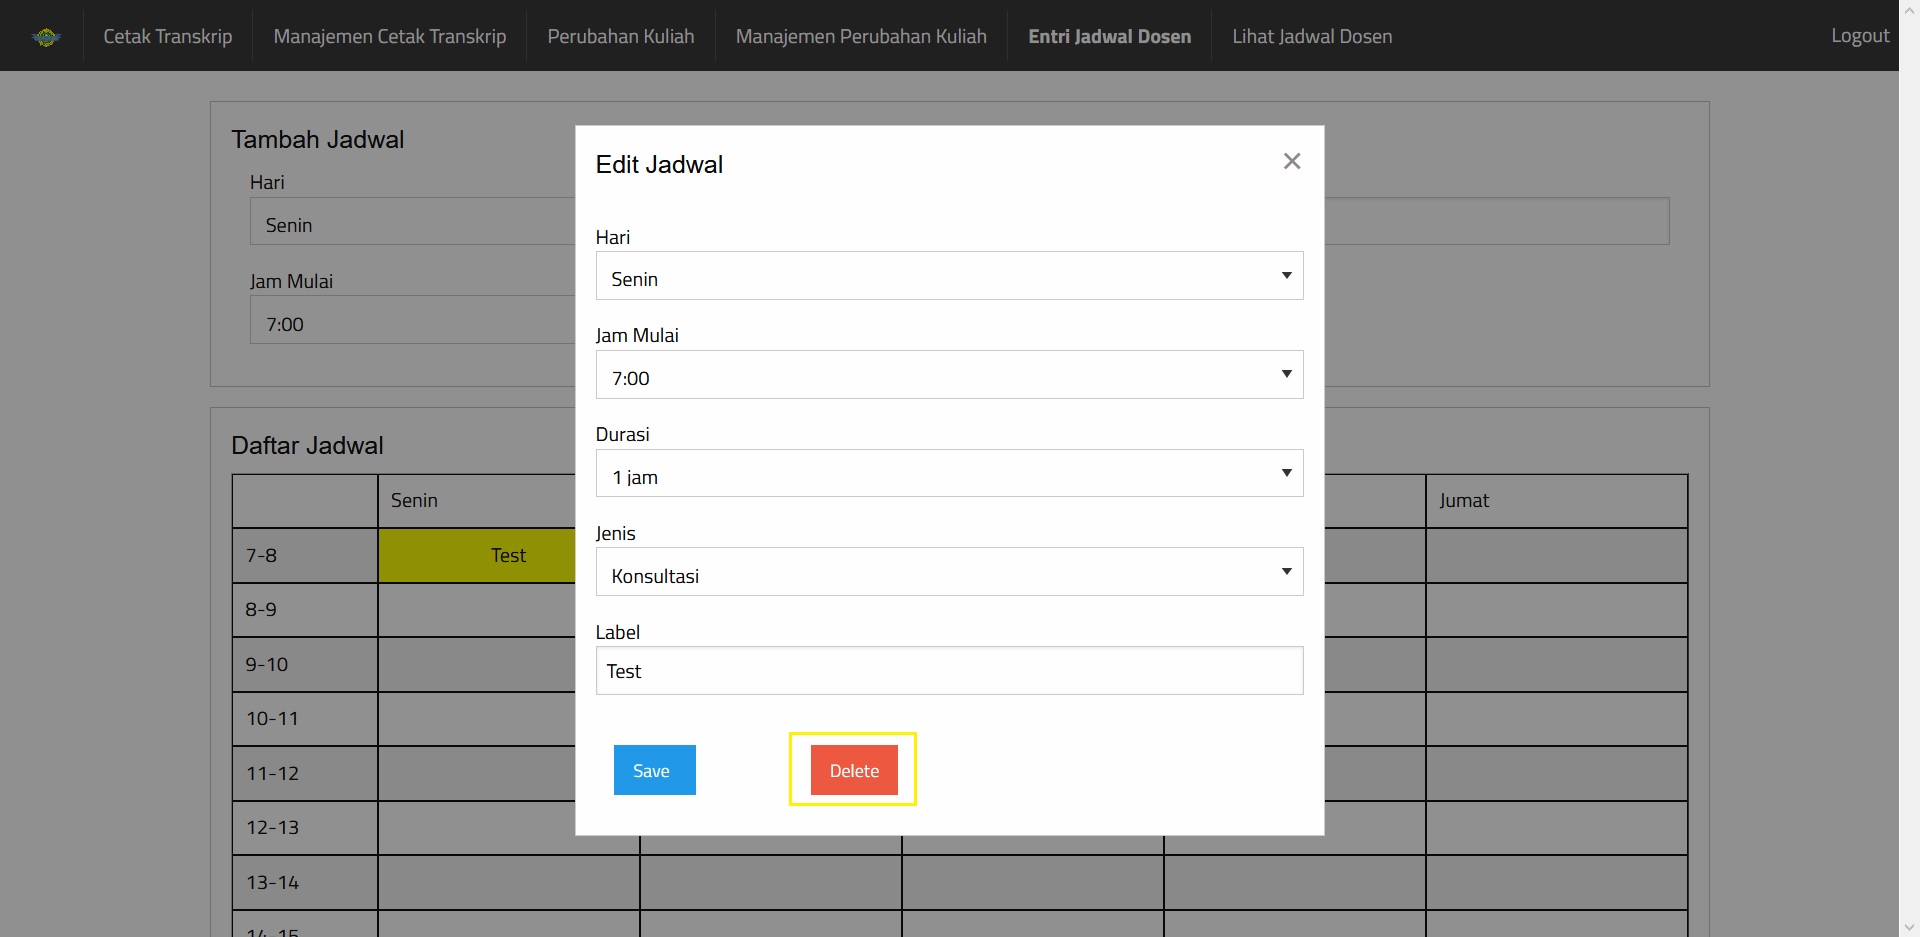 Cetak Transkrip Manajemen Cetak Transkrip Perubahan Kuliah Manajemen Perubahan Kuliah Entri Jadwal Dosen Lihat Jadwal Dosen Logout
Tambah Jadwal
Hari
Senin
Jam Mulai
7:00
Edit Jadwal
Hari
Senin
Jam Mulai
7:00
Durasi
1 jam
Jenis
Konsultasi
Label
Test
Save Delete
Daftar Jadwal
Senin Jumat
7-8 Test
8-9
9-10
10-11
11-12
12-13
13-14
14-15